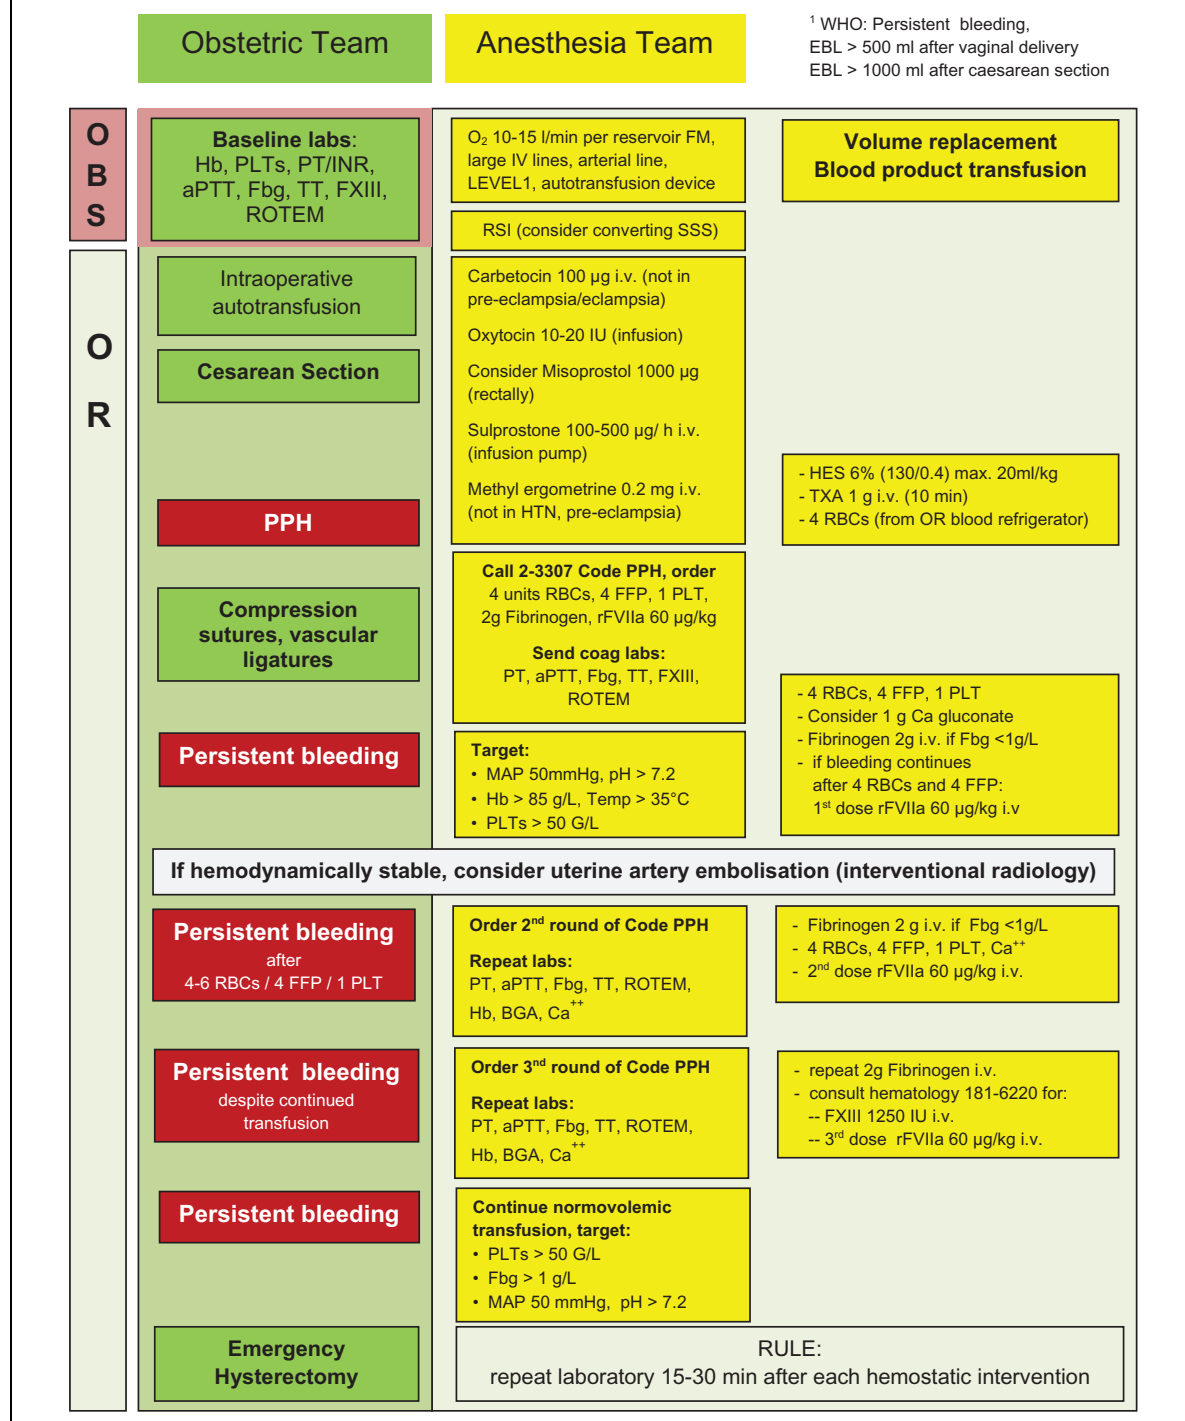 Obstetric Team
Anesthesia Team
¹ WHO: Persistent bleeding,
EBL > 500 ml after vaginal delivery
EBL > 1000 ml after caesarean section
O
B
S
Baseline labs:
Hb, PLTs, PT/INR,
aPTT, Fbg, TT, FXIII,
ROTEM
O₂ 10-15 l/min per reservoir FM,
large IV lines, arterial line,
LEVEL1, autotransfusion device
Volume replacement
Blood product transfusion
RSI (consider converting SSS)
O
R
Intraoperative
autotransfusion
Cesarean Section
Carbetocin 100 µg i.v. (not in
pre-eclampsia/eclampsia)
Oxytocin 10-20 IU (infusion)
Consider Misoprostol 1000 µg
(rectally)
Sulprostone 100-500 µg/ h i.v.
(infusion pump)
Methyl ergometrine 0.2 mg i.v.
(not in HTN, pre-eclampsia)
- HES 6% (130/0.4) max. 20ml/kg
- TXA 1 g i.v. (10 min)
- 4 RBCs (from OR blood refrigerator)
PPH
Call 2-3307 Code PPH, order
4 units RBCs, 4 FFP, 1 PLT,
2g Fibrinogen, rFVIIa 60 µg/kg
Send coag labs:
PT, aPTT, Fbg, TT, FXIII,
ROTEM
Compression
sutures, vascular
ligatures
- 4 RBCs, 4 FFP, 1 PLT
- Consider 1 g Ca gluconate
- Fibrinogen 2g i.v. if Fbg <1g/L
- if bleeding continues
after 4 RBCs and 4 FFP:
1st dose rFVIIa 60 µg/kg i.v
Persistent bleeding
Target:
• MAP 50mmHg, pH > 7.2
• Hb > 85 g/L, Temp > 35°C
• PLTs > 50 G/L
If hemodynamically stable, consider uterine artery embolisation (interventional radiology)
Persistent bleeding
after
4-6 RBCs / 4 FFP / 1 PLT
Order 2nd round of Code PPH
Repeat labs:
PT, aPTT, Fbg, TT, ROTEM,
Hb, BGA, Ca++
- Fibrinogen 2 g i.v. if Fbg <1g/L
- 4 RBCs, 4 FFP, 1 PLT, Ca++
- 2nd dose rFVIIa 60 µg/kg i.v.
Persistent bleeding
despite continued
transfusion
Order 3rd round of Code PPH
Repeat labs:
PT, aPTT, Fbg, TT, ROTEM,
Hb, BGA, Ca++
- repeat 2g Fibrinogen i.v.
- consult hematology 181-6220 for:
-- FXIII 1250 IU i.v.
-- 3rd dose rFVIIa 60 µg/kg i.v.
Persistent bleeding
Continue normovolemic
transfusion, target:
• PLTs > 50 G/L
• Fbg > 1 g/L
• MAP 50 mmHg, pH > 7.2
Emergency
Hysterectomy
RULE:
repeat laboratory 15-30 min after each hemostatic intervention